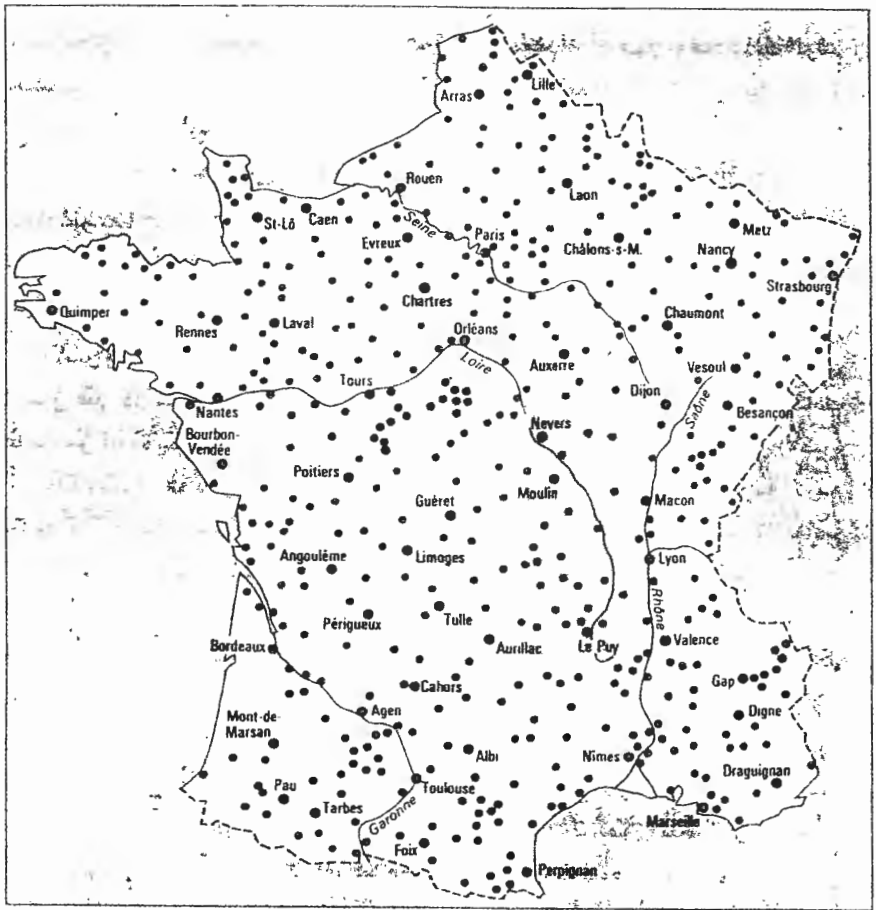 Lille
Arras
Rouen
Laon
St-Lô
Caen
Seine
Metz
Evreux
Paris
Châlons-s-M.
Nancy
Strasbourg
Chartres
Quimper
Rennes
Laval
Chaumont
Orléans
Loire
Auxerre
Vesoul
Tours
Dijon
Saône
Nantes
Besançon
Bourbon-
Vendée
Nevers
Poitiers
Moulin
Guèret
Macon
Angoulême
Limoges
Lyon
Rhône
Périgueux
Tulle
Bordeaux
Aurillac
Le Puy
Valence
Cahors
Gap
Agen
Digne
Mont-de-
Marsan
Albi
Nîmes
Pau
Toulouse
Draguignan
Tarbes
Garonne
Marseille
Foix
Perpignan